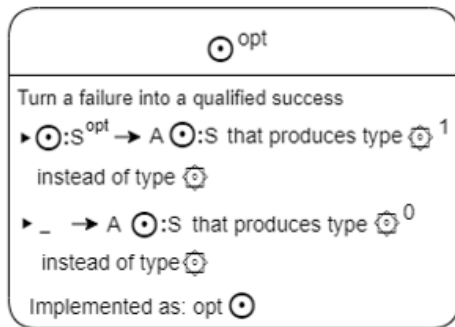 ⊙opt
Turn a failure into a qualified success
▸⊙:S opt → A ⊙:S that produces type ⚙1
instead of type ⚙
▸ _ → A ⊙:S that produces type ⚙0
instead of type ⚙
Implemented as: opt ⊙